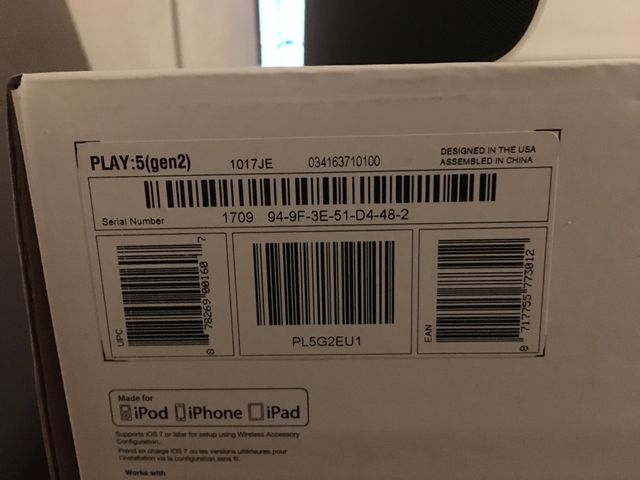 PLAY:5(gen2) 1017JE 034163710100 DESIGNED IN THE USA
ASSEMBLED IN CHINA
Serial Number 1709 94-9F-3E-51-D4-48-2
UPC 8 78269 00160 7
PL5G2EU1
EAN 8 717755 773012
Made for
iPod iPhone iPad
Supports iOS 7 or later for setup using Wireless Accessory
Configuration.
Prend en charge iOS 7 ou les versions ultérieures pour
l'installation via la configuration sans fil.
Works with